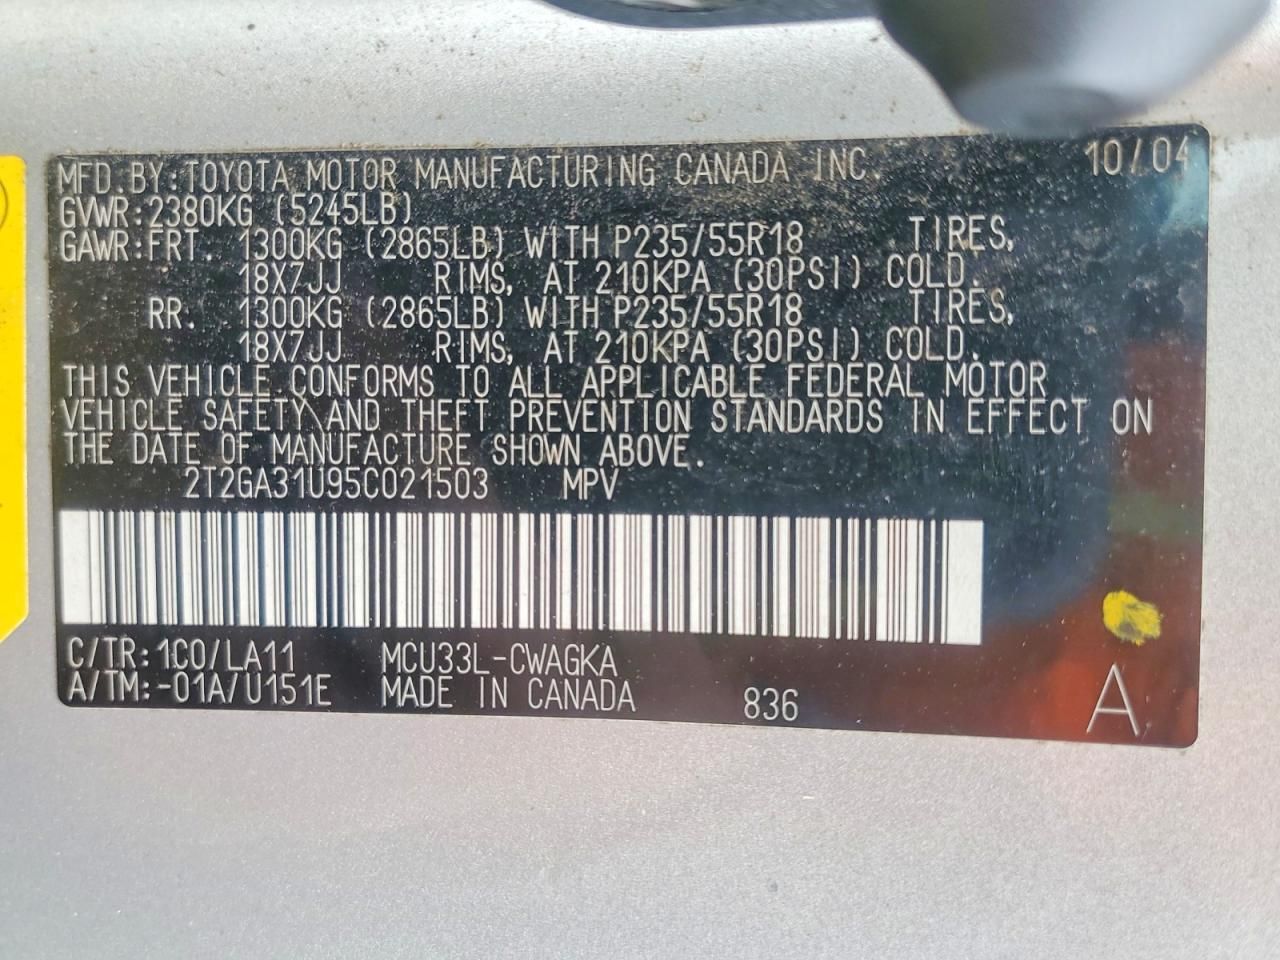 MFD.BY:TOYOTA MOTOR MANUFACTURING CANADA INC. 10/04
GVWR:2380KG (5245LB)
GAWR:FRT. 1300KG (2865LB) WITH P235/55R18 TIRES,
18X7JJ RIMS, AT 210KPA (30PSI) COLD.
RR. 1300KG (2865LB) WITH P235/55R18 TIRES,
18X7JJ RIMS, AT 210KPA (30PSI) COLD.
THIS VEHICLE CONFORMS TO ALL APPLICABLE FEDERAL MOTOR
VEHICLE SAFETY AND THEFT PREVENTION STANDARDS IN EFFECT ON
THE DATE OF MANUFACTURE SHOWN ABOVE.
2T2GA31U95C021503 MPV
C/TR:1C0/LA11 MCU33L-CWAGKA
A/TM:-01A/U151E MADE IN CANADA 836 A